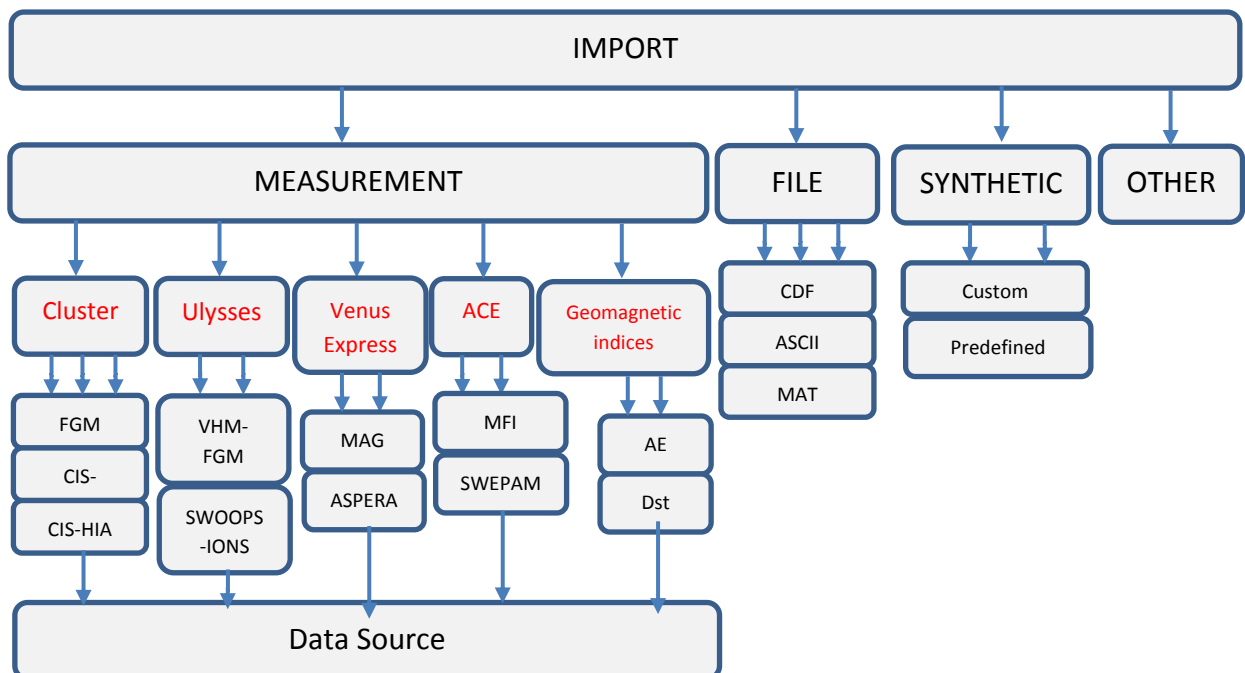 IMPORT
MEASUREMENT
FILE
SYNTHETIC
OTHER
Cluster
Ulysses
Venus
Express
ACE
Geomagnetic
indices
CDF
ASCII
MAT
Custom
Predefined
FGM
CIS-
CIS-HIA
VHM-
FGM
SWOOPS
-IONS
MAG
ASPERA
MFI
SWEPAM
AE
Dst
Data Source